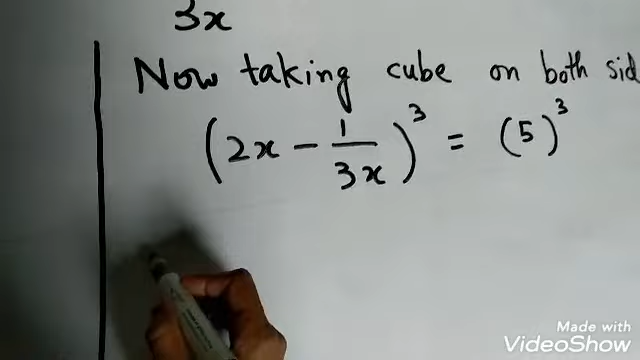 3x
Now taking cube on both sid
(2x - 1/3x)³ = (5)³
Made with
VideoShow